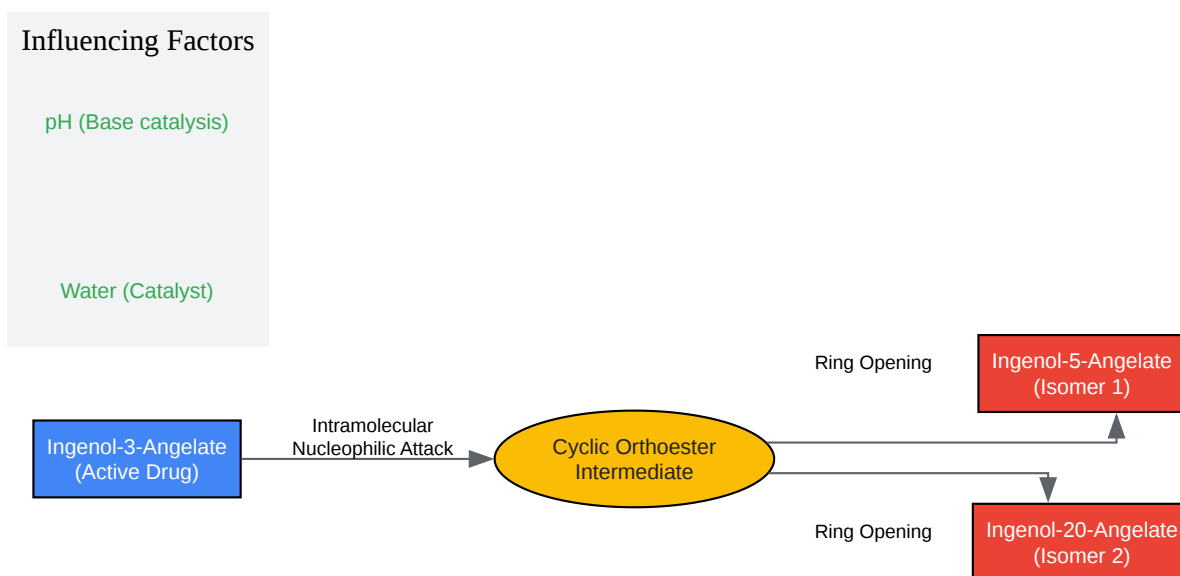 Influencing Factors
pH (Base catalysis)
Water (Catalyst)
Ingenol-3-Angelate
(Active Drug)
Intramolecular
Nucleophilic Attack
Cyclic Orthoester
Intermediate
Ring Opening
Ingenol-5-Angelate
(Isomer 1)
Ring Opening
Ingenol-20-Angelate
(Isomer 2)